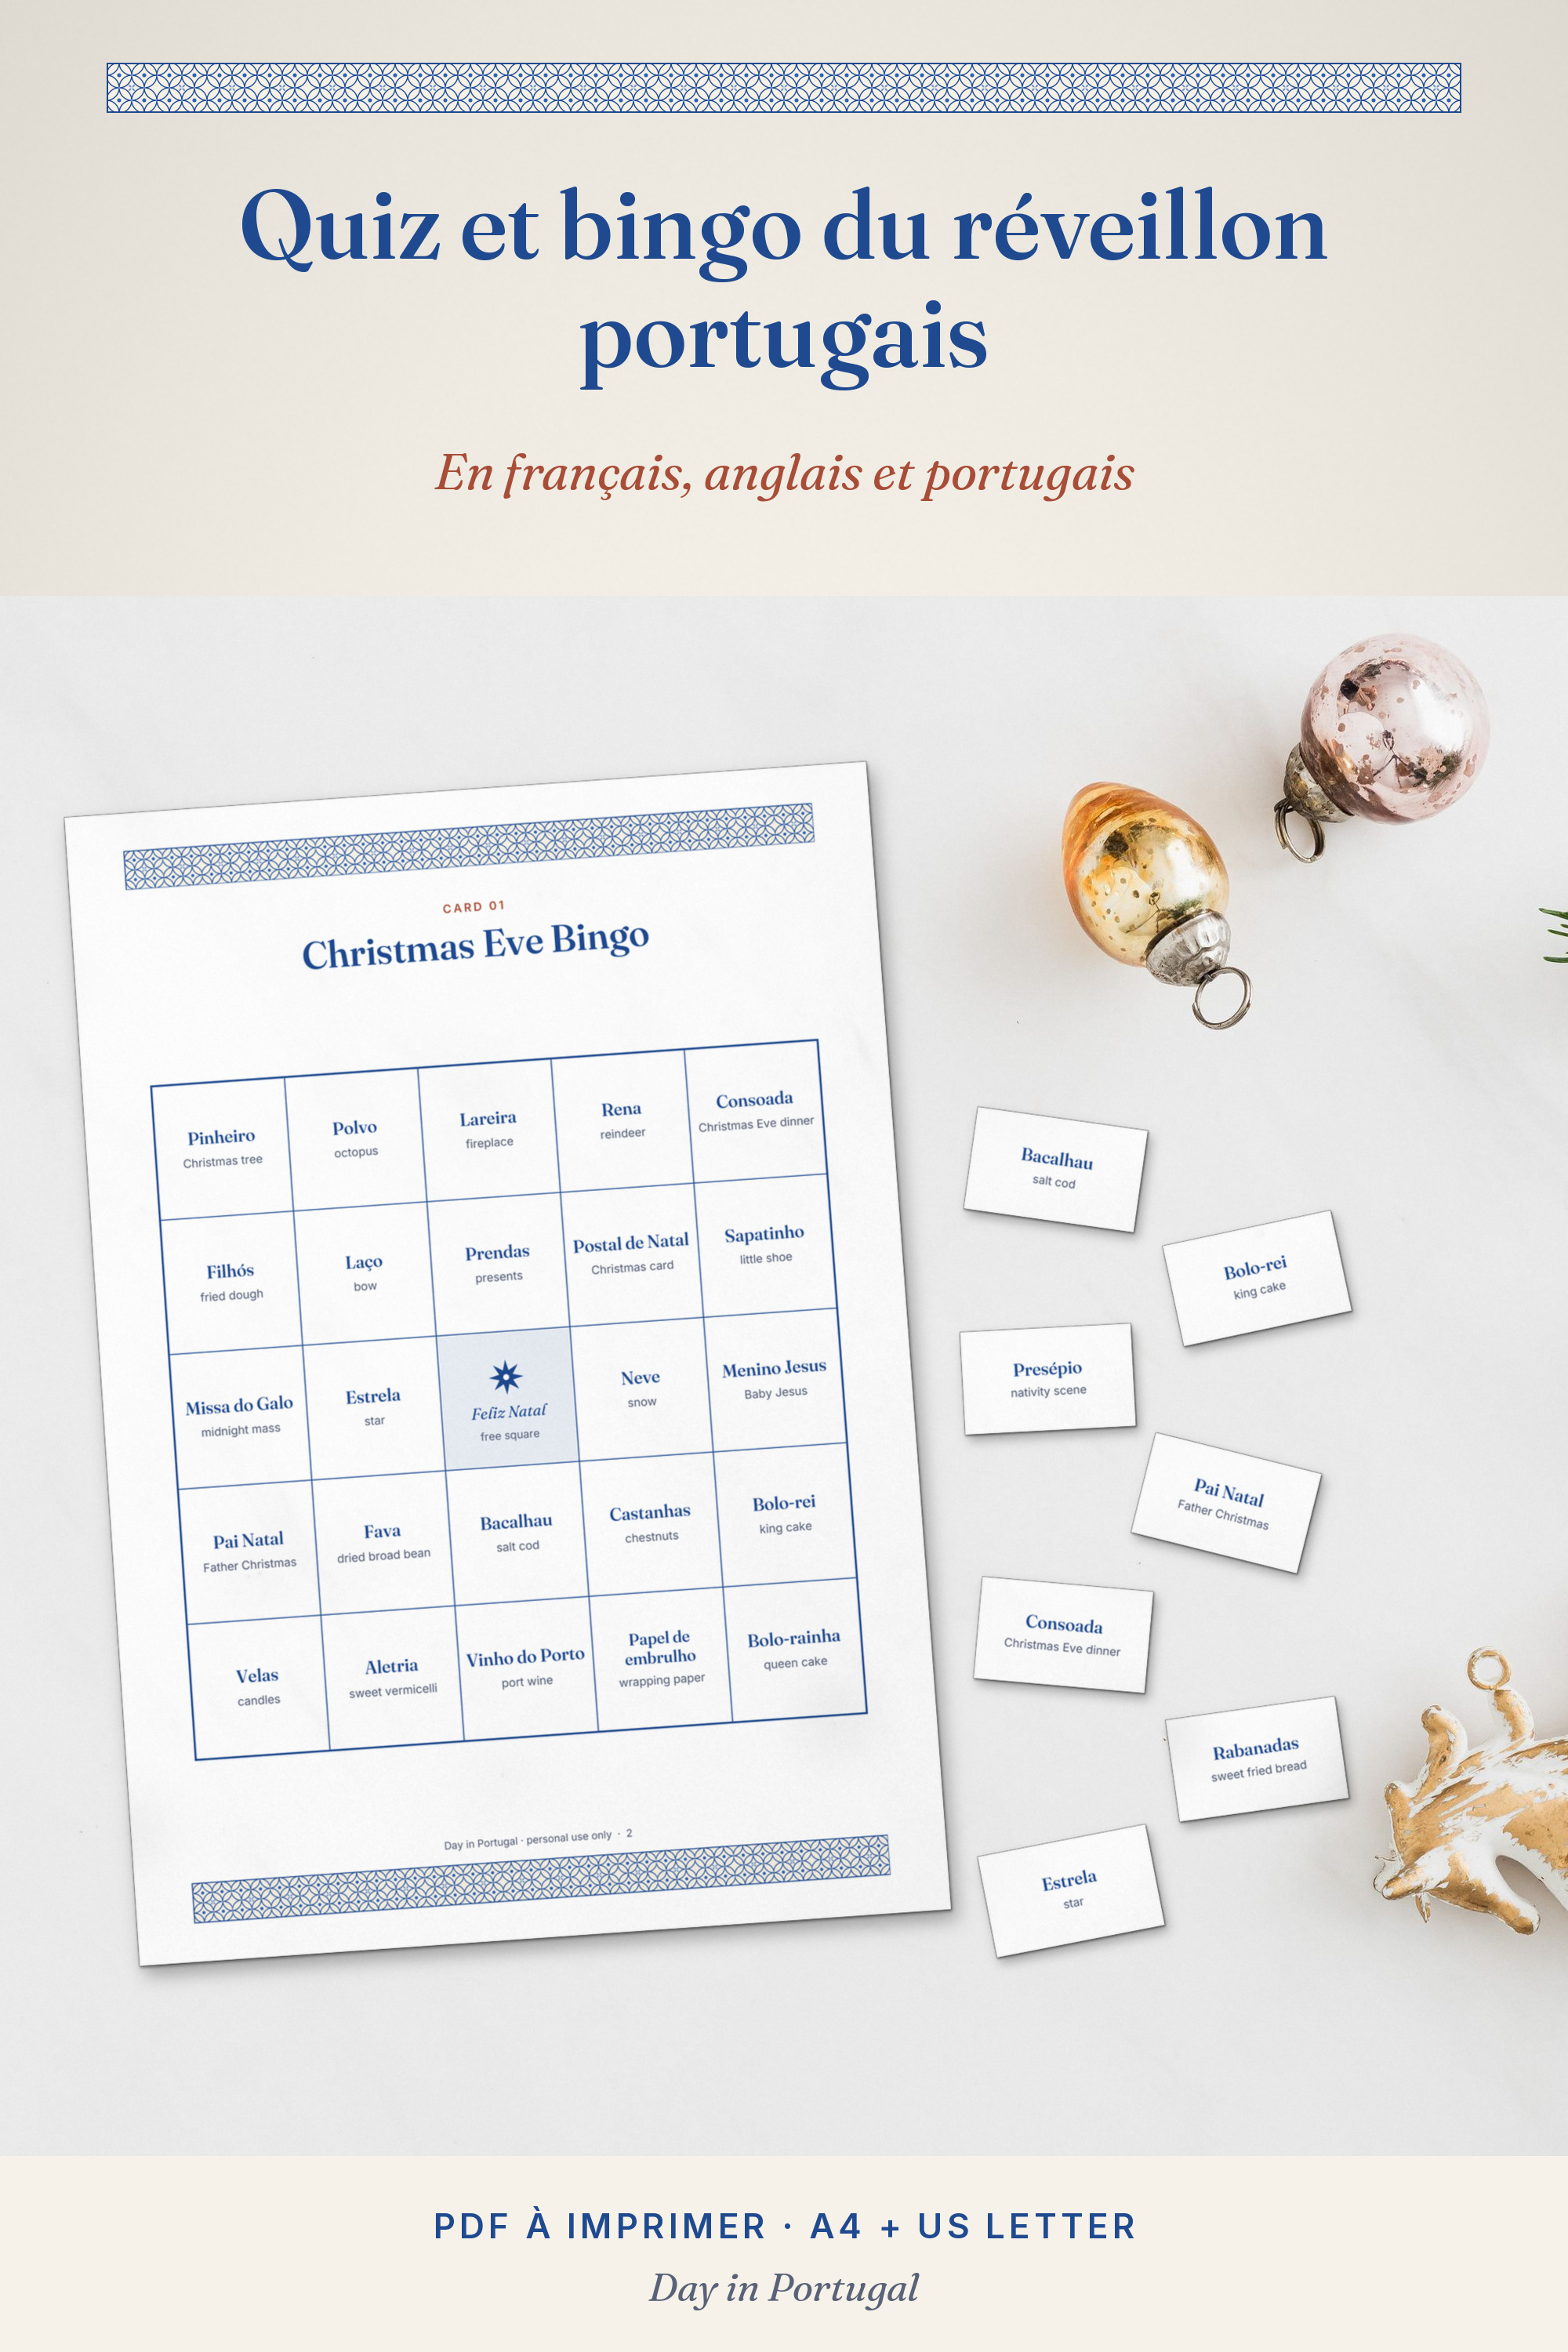 Quiz et bingo du réveillon
portugais
En français, anglais et portugais
CARD 01
Christmas Eve Bingo
Pinheiro
Christmas tree
Polvo
octopus
Lareira
fireplace
Rena
reindeer
Consoada
Christmas Eve dinner
Filhós
fried dough
Laço
bow
Prendas
presents
Postal de Natal
Christmas card
Sapatinho
little shoe
Missa do Galo
midnight mass
Estrela
star
Feliz Natal
free square
Neve
snow
Menino Jesus
Baby Jesus
Pai Natal
Father Christmas
Fava
dried broad bean
Bacalhau
salt cod
Castanhas
chestnuts
Bolo-rei
king cake
Velas
candles
Aletria
sweet vermicelli
Vinho do Porto
port wine
Papel de
embrulho
wrapping paper
Bolo-rainha
queen cake
Day in Portugal · personal use only · 2
Bacalhau
salt cod
Bolo-rei
king cake
Presépio
nativity scene
Pai Natal
Father Christmas
Consoada
Christmas Eve dinner
Rabanadas
sweet fried bread
Estrela
star
PDF À IMPRIMER · A4 + US LETTER
Day in Portugal